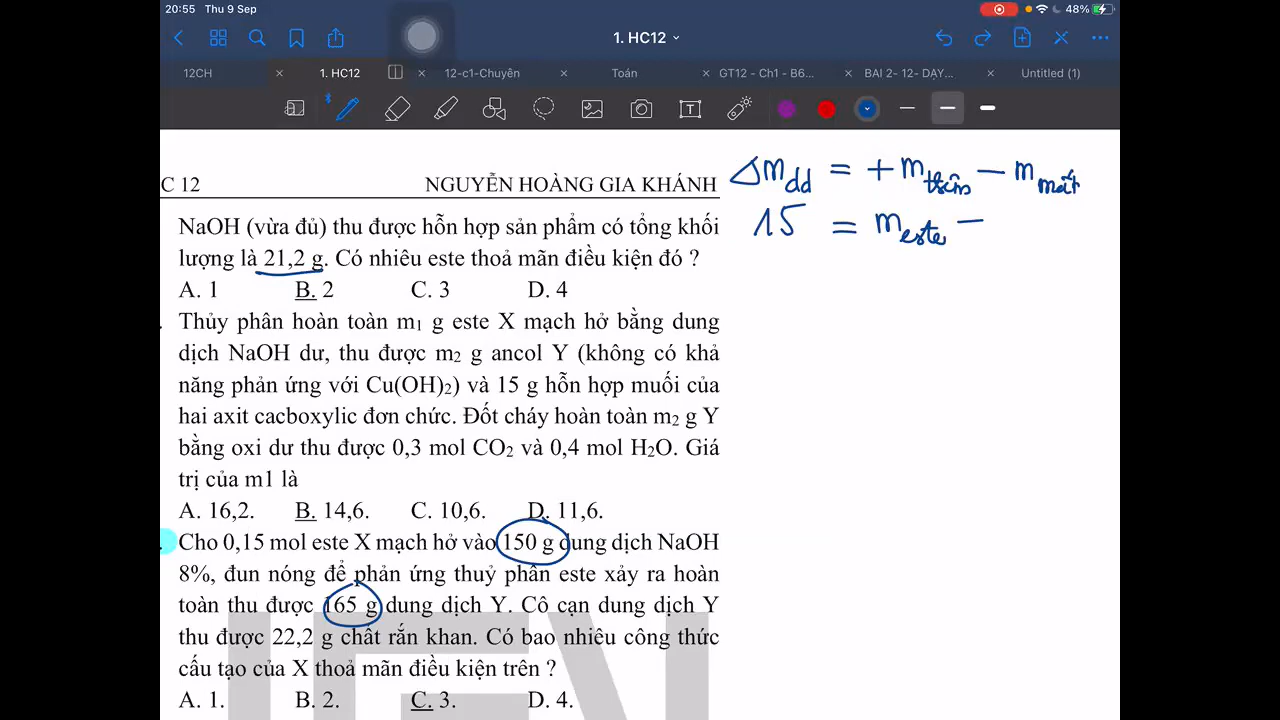 20:55 Thu 9 Sep 48%
1. HC12
12CH 1. HC12 12-c1-Chuyên Toán GT12 - Ch1 - B6... BAI 2- 12- DẠY... Untitled (1)
C 12 NGUYỄN HOÀNG GIA KHÁNH
NaOH (vừa đủ) thu được hỗn hợp sản phẩm có tổng khối
lượng là 21,2 g. Có nhiêu este thoả mãn điều kiện đó ?
A. 1 B. 2 C. 3 D. 4
. Thủy phân hoàn toàn m1 g este X mạch hở bằng dung
dịch NaOH dư, thu được m2 g ancol Y (không có khả
năng phản ứng với Cu(OH)2) và 15 g hỗn hợp muối của
hai axit cacboxylic đơn chức. Đốt cháy hoàn toàn m2 g Y
bằng oxi dư thu được 0,3 mol CO2 và 0,4 mol H2O. Giá
trị của m1 là
A. 16,2. B. 14,6. C. 10,6. D. 11,6.
. Cho 0,15 mol este X mạch hở vào 150 g dung dịch NaOH
8%, đun nóng để phản ứng thuỷ phân este xảy ra hoàn
toàn thu được 165 g dung dịch Y. Cô cạn dung dịch Y
thu được 22,2 g chất rắn khan. Có bao nhiêu công thức
cấu tạo của X thoả mãn điều kiện trên ?
A. 1. B. 2. C. 3. D. 4.
Δm dd = + m thêm − m mất
15 = m este −